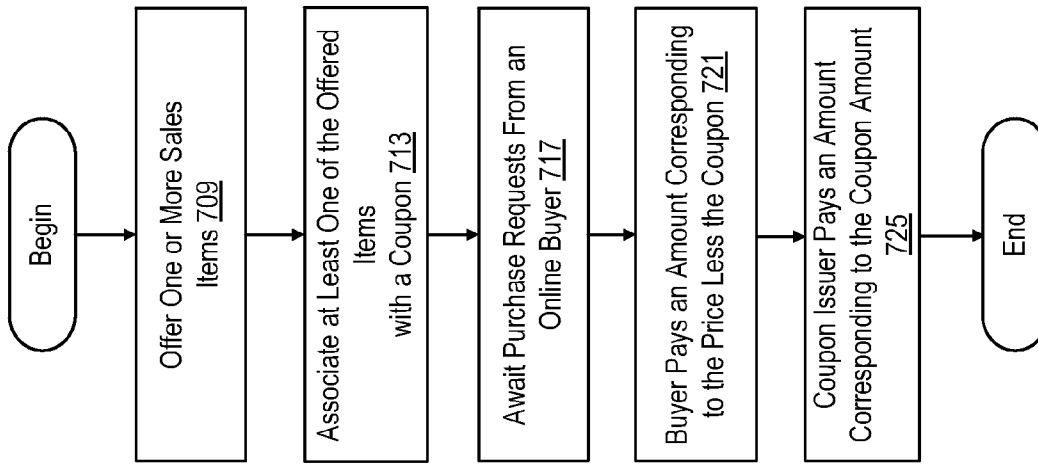 Begin
Offer One or More Sales
Items 709
Associate at Least One of the Offered
Items
with a Coupon 713
Await Purchase Requests From an
Online Buyer 717
Buyer Pays an Amount Corresponding
to the Price Less the Coupon 721
Coupon Issuer Pays an Amount
Corresponding to the Coupon Amount
725
End